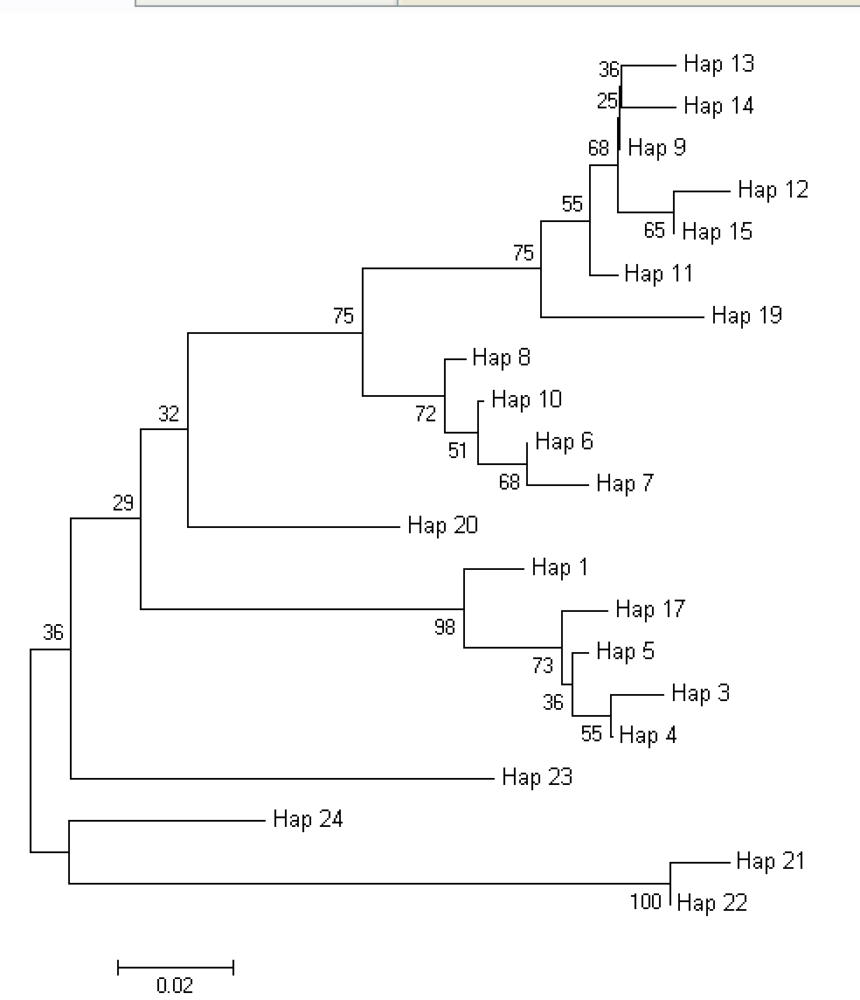 36
Hap 13
25
Hap 14
68
Hap 9
Hap 12
55
65
Hap 15
75
Hap 11
75
Hap 19
Hap 8
72
Hap 10
32
51
Hap 6
68
Hap 7
29
Hap 20
Hap 1
98
Hap 17
36
73
Hap 5
36
Hap 3
55
Hap 4
Hap 23
Hap 24
Hap 21
100
Hap 22
0.02